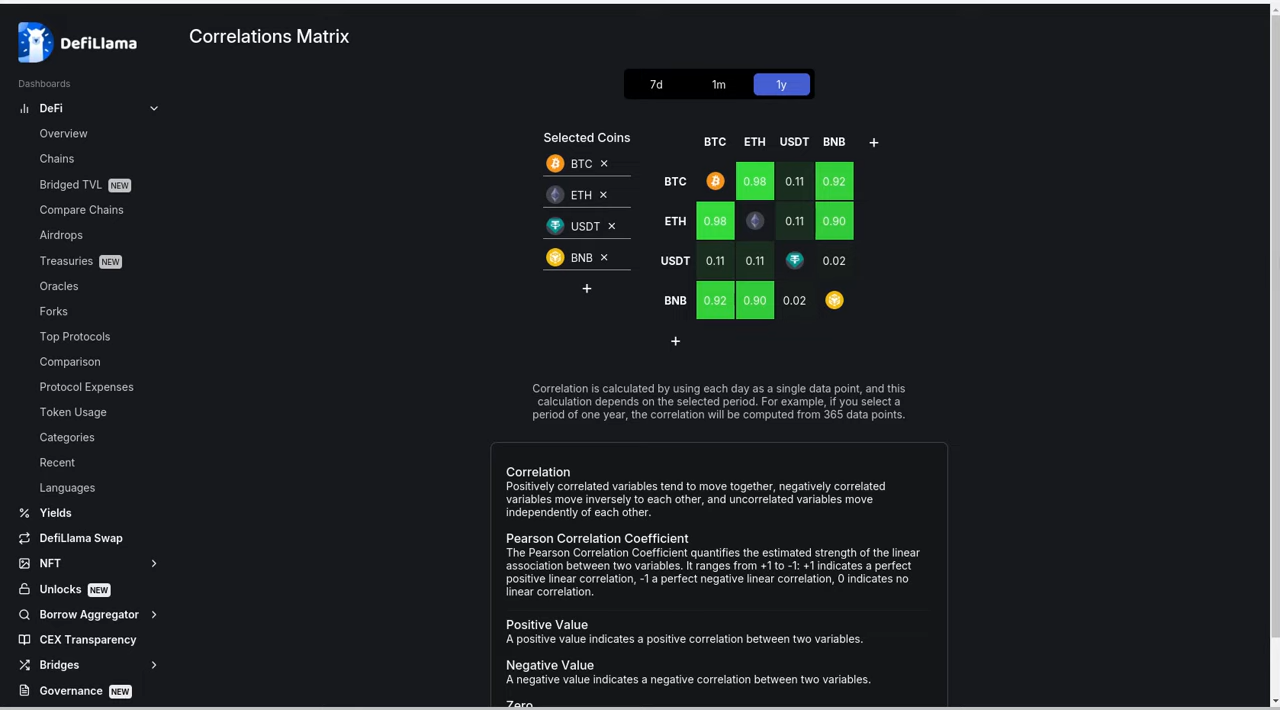 DefiLlama
Dashboards
DeFi
Overview
Chains
Bridged TVL NEW
Compare Chains
Airdrops
Treasuries NEW
Oracles
Forks
Top Protocols
Comparison
Protocol Expenses
Token Usage
Categories
Recent
Languages
Yields
DefiLlama Swap
NFT
Unlocks NEW
Borrow Aggregator
CEX Transparency
Bridges
Governance NEW
Correlations Matrix
7d 1m 1y
Selected Coins
BTC ×
ETH ×
USDT ×
BNB ×
+
BTC ETH USDT BNB +
BTC 0.98 0.11 0.92
ETH 0.98 0.11 0.90
USDT 0.11 0.11 0.02
BNB 0.92 0.90 0.02
+
Correlation is calculated by using each day as a single data point, and this
calculation depends on the selected period. For example, if you select a
period of one year, the correlation will be computed from 365 data points.
Correlation
Positively correlated variables tend to move together, negatively correlated
variables move inversely to each other, and uncorrelated variables move
independently of each other.
Pearson Correlation Coefficient
The Pearson Correlation Coefficient quantifies the estimated strength of the linear
association between two variables. It ranges from +1 to -1: +1 indicates a perfect
positive linear correlation, -1 a perfect negative linear correlation, 0 indicates no
linear correlation.
Positive Value
A positive value indicates a positive correlation between two variables.
Negative Value
A negative value indicates a negative correlation between two variables.
Zero